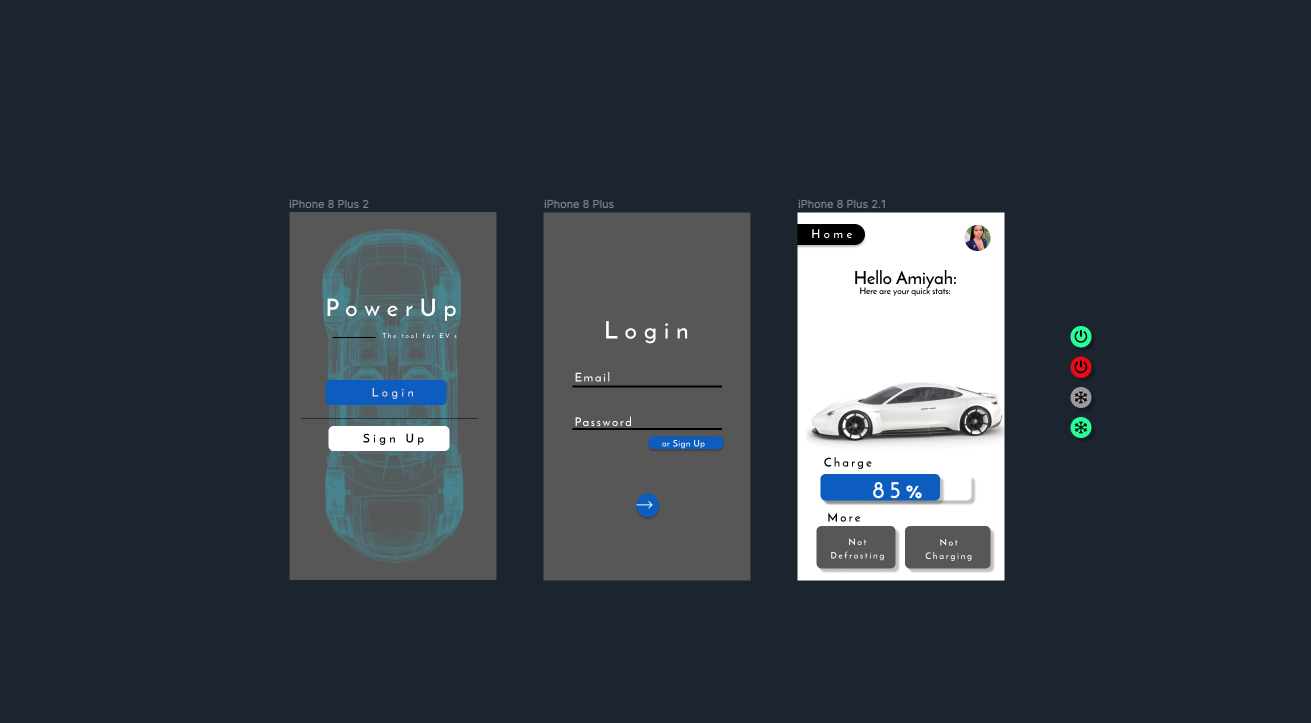 iPhone 8 Plus 2
PowerUp
The tool for EV's
Login
Sign Up
iPhone 8 Plus
Login
Email
Password
or Sign Up
iPhone 8 Plus 2.1
Home
Hello Amiyah:
Here are your quick stats:
Charge
85%
More
Not
Defrosting
Not
Charging